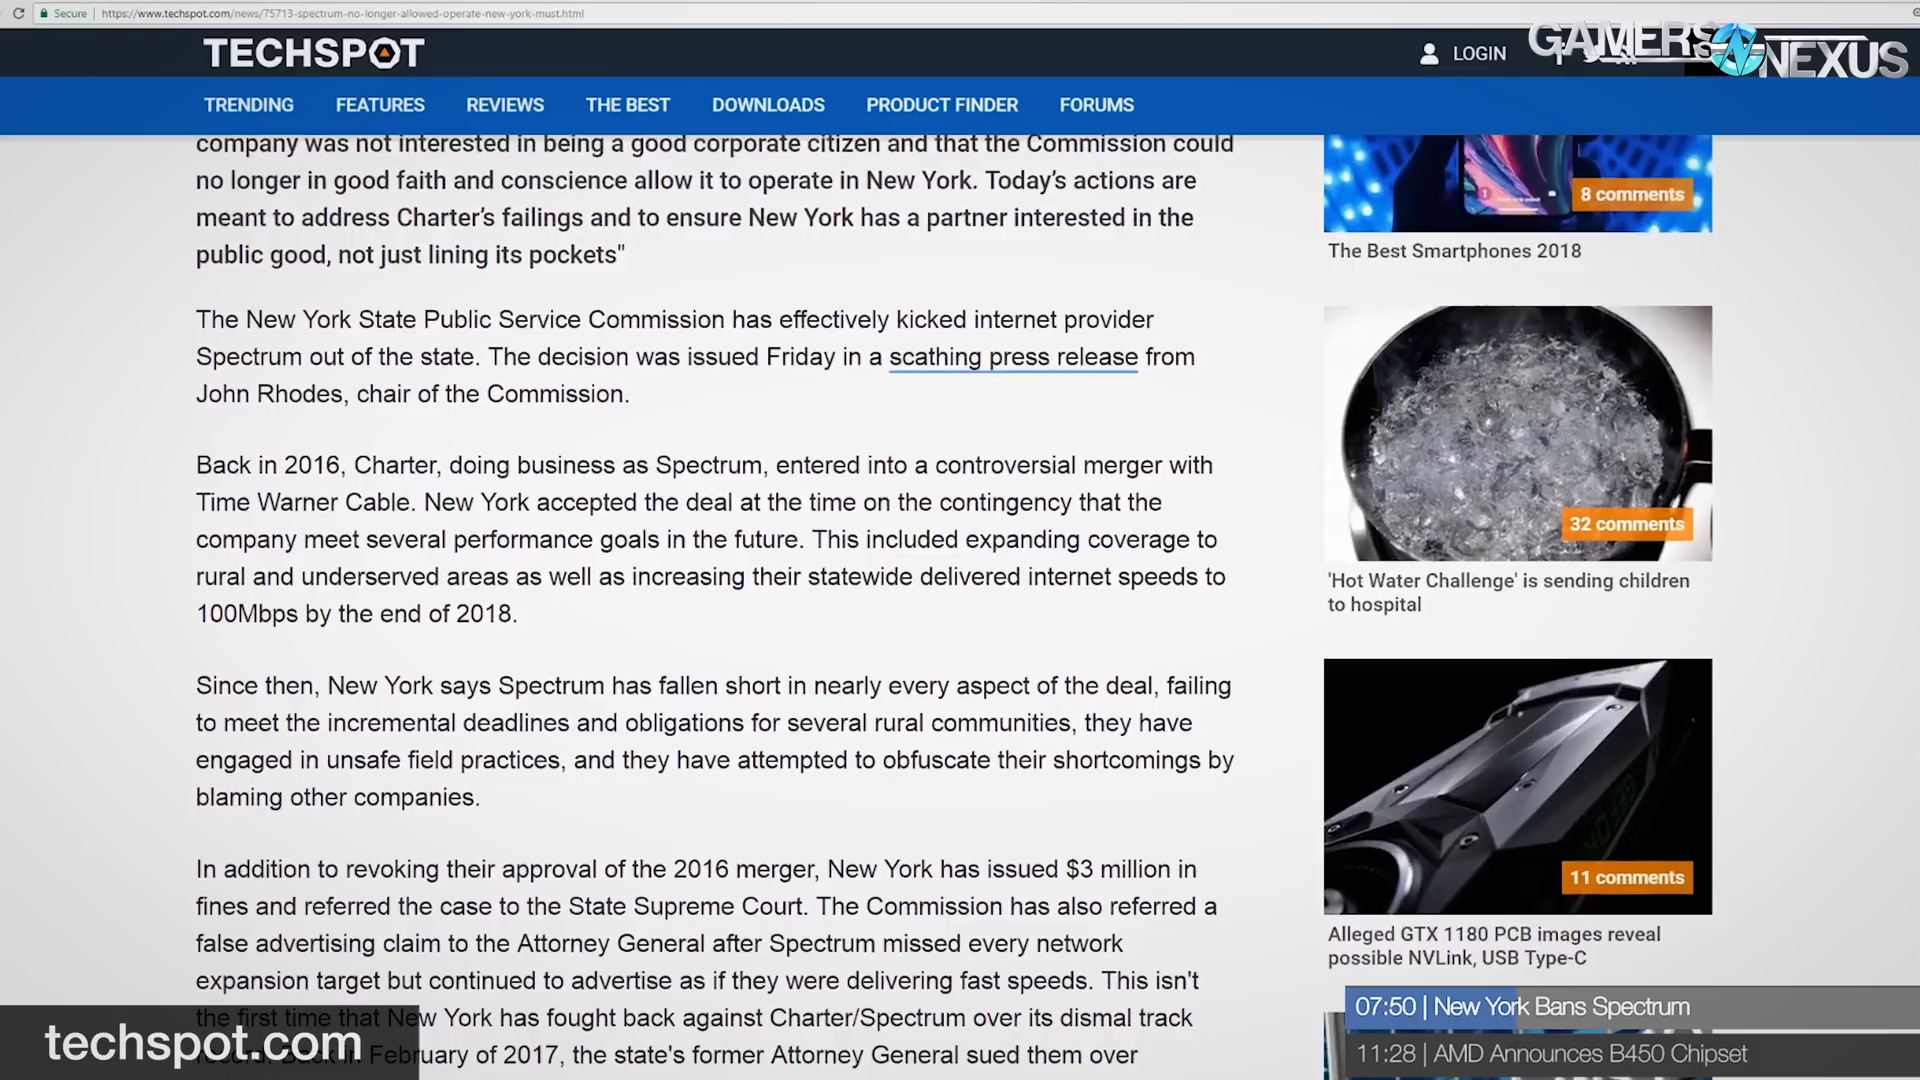 Secure
https://www.techspot.com/news/75713-spectrum-no-longer-allowed-operate-new-york-must.html
TECHSPOT
LOGIN
GAMERS NEXUS
TRENDING FEATURES REVIEWS THE BEST DOWNLOADS PRODUCT FINDER FORUMS
company was not interested in being a good corporate citizen and that the Commission could
no longer in good faith and conscience allow it to operate in New York. Today's actions are
meant to address Charter's failings and to ensure New York has a partner interested in the
public good, not just lining its pockets"
The New York State Public Service Commission has effectively kicked internet provider
Spectrum out of the state. The decision was issued Friday in a scathing press release from
John Rhodes, chair of the Commission.
Back in 2016, Charter, doing business as Spectrum, entered into a controversial merger with
Time Warner Cable. New York accepted the deal at the time on the contingency that the
company meet several performance goals in the future. This included expanding coverage to
rural and underserved areas as well as increasing their statewide delivered internet speeds to
100Mbps by the end of 2018.
Since then, New York says Spectrum has fallen short in nearly every aspect of the deal, failing
to meet the incremental deadlines and obligations for several rural communities, they have
engaged in unsafe field practices, and they have attempted to obfuscate their shortcomings by
blaming other companies.
In addition to revoking their approval of the 2016 merger, New York has issued $3 million in
fines and referred the case to the State Supreme Court. The Commission has also referred a
false advertising claim to the Attorney General after Spectrum missed every network
expansion target but continued to advertise as if they were delivering fast speeds. This isn't
the first time that New York has fought back against Charter/Spectrum over its dismal track
record. Back in February of 2017, the state's former Attorney General sued them over
8 comments
The Best Smartphones 2018
32 comments
'Hot Water Challenge' is sending children
to hospital
GEFORCE
11 comments
Alleged GTX 1180 PCB images reveal
possible NVLink, USB Type-C
techspot.com
07:50 | New York Bans Spectrum
11:28 | AMD Announces B450 Chipset